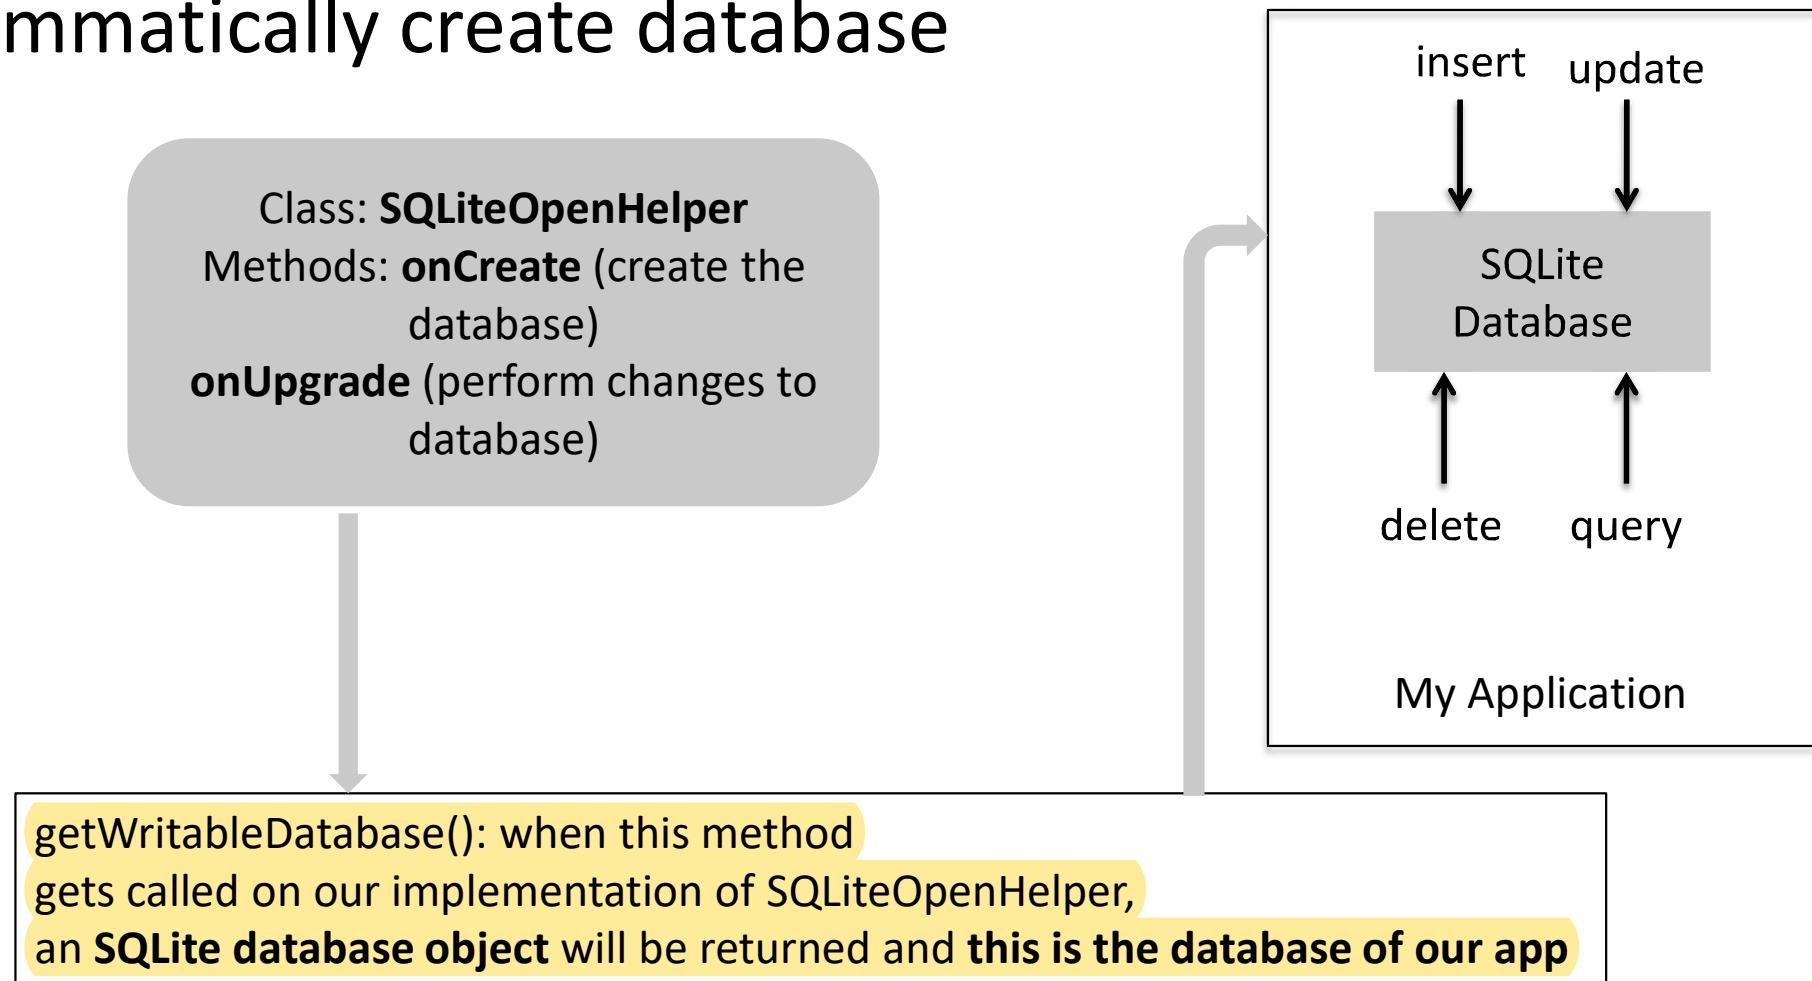 mmatically create database
Class: SQLiteOpenHelper
Methods: onCreate (create the
database)
onUpgrade (perform changes to
database)
insert
update
SQLite
Database
delete
query
My Application
getWritableDatabase(): when this method
gets called on our implementation of SQLiteOpenHelper,
an SQLite database object will be returned and this is the database of our app